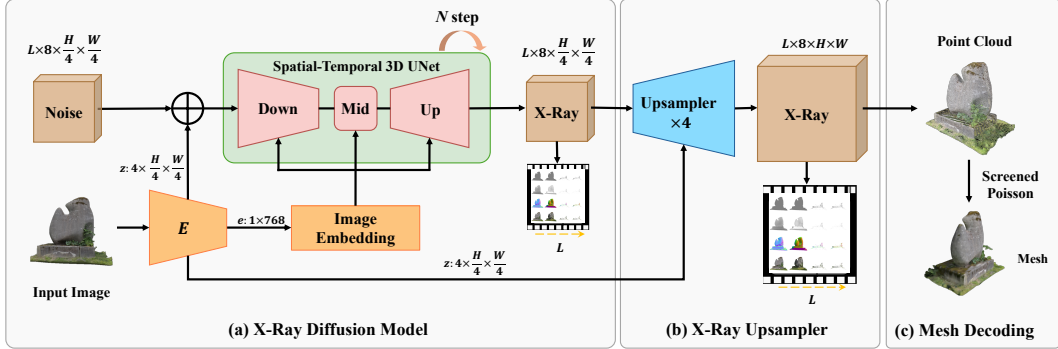 N step
L×8×H/4×W/4
Spatial-Temporal 3D UNet
Noise
Down
Mid
Up
L×8×H/4×W/4
X-Ray
L
z: 4×H/4×W/4
E
e: 1×768
Image
Embedding
Input Image
z: 4×H/4×W/4
(a) X-Ray Diffusion Model
Upsampler
×4
L×8×H×W
X-Ray
L
(b) X-Ray Upsampler
Point Cloud
Screened
Poisson
Mesh
(c) Mesh Decoding